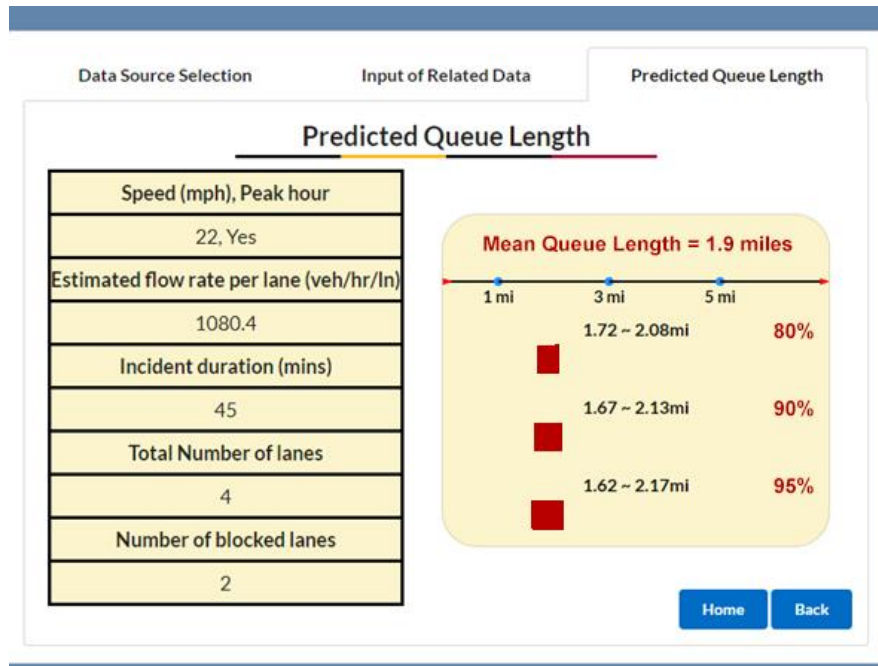 Data Source Selection
Input of Related Data
Predicted Queue Length
Predicted Queue Length
Speed (mph), Peak hour
22, Yes
Estimated flow rate per lane (veh/hr/ln)
1080.4
Incident duration (mins)
45
Total Number of lanes
4
Number of blocked lanes
2
Mean Queue Length = 1.9 miles
1 mi 3 mi 5 mi
1.72 ~ 2.08mi 80%
1.67 ~ 2.13mi 90%
1.62 ~ 2.17mi 95%
Home
Back